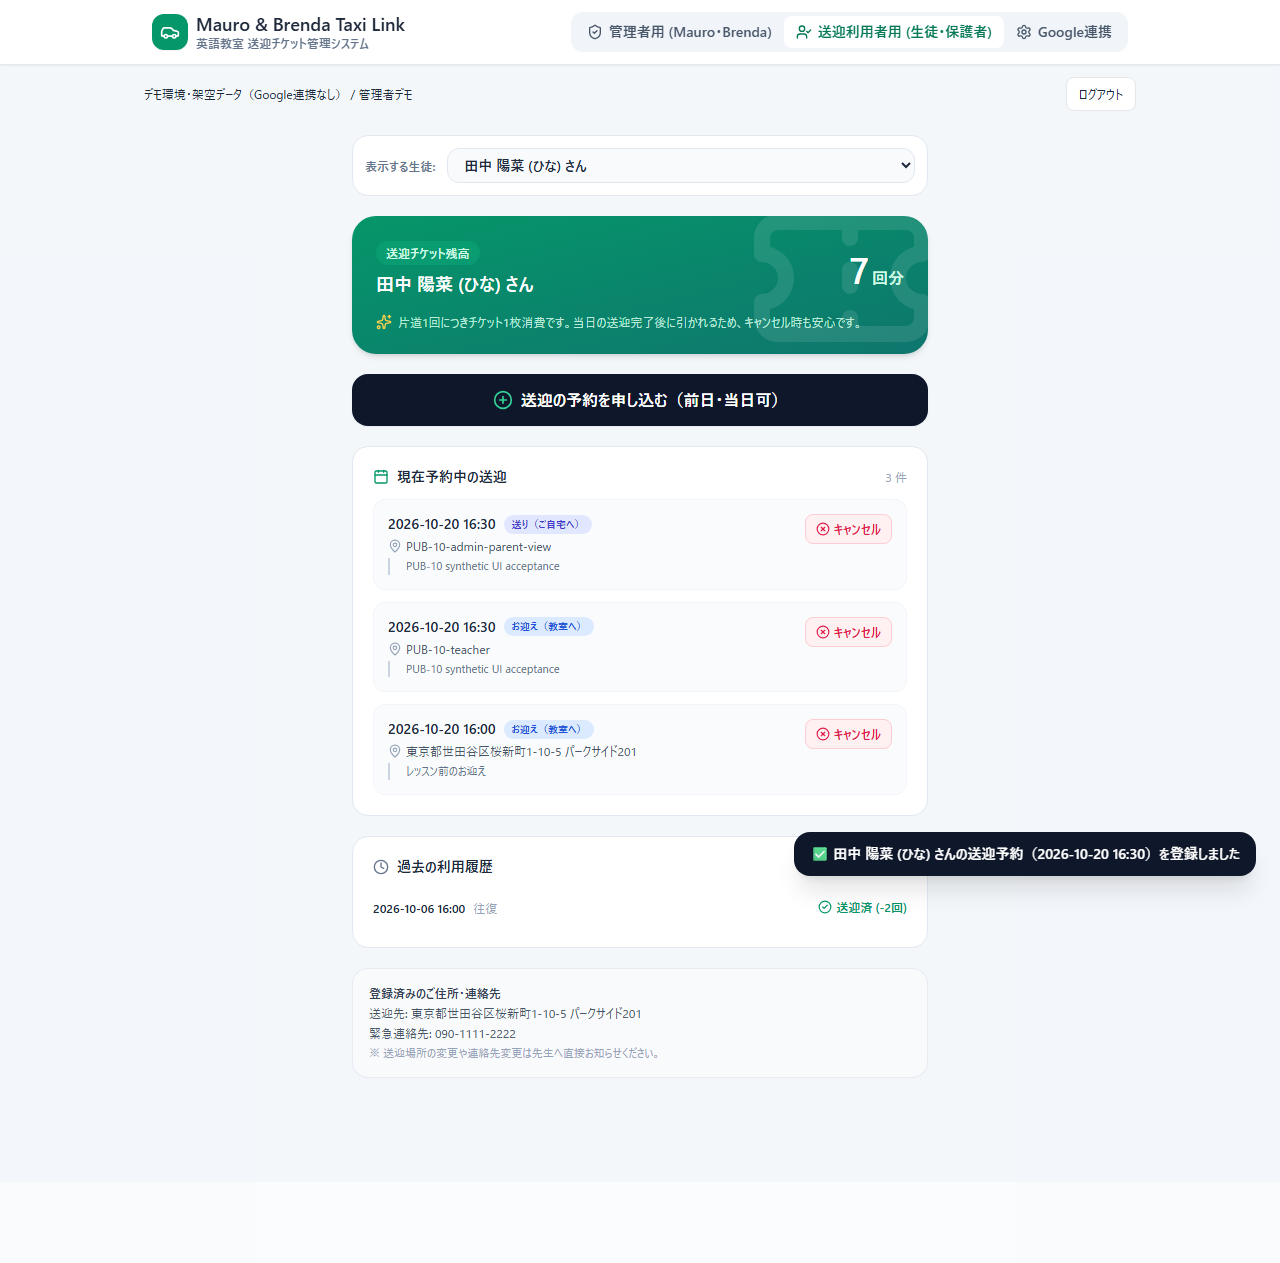 Mauro & Brenda Taxi Link
英語教室 送迎チケット管理システム
管理者用 (Mauro・Brenda)
送迎利用者用 (生徒・保護者)
Google連携
デモ環境・架空データ（Google連携なし） / 管理者デモ
ログアウト
表示する生徒:
田中 陽菜 (ひな) さん
送迎チケット残高
田中 陽菜 (ひな) さん
7 回分
片道1回につきチケット1枚消費です。当日の送迎完了後に引かれるため、キャンセル時も安心です。
送迎の予約を申し込む（前日・当日可）
現在予約中の送迎
3 件
2026-10-20 16:30 送り（ご自宅へ）
キャンセル
PUB-10-admin-parent-view
PUB-10 synthetic UI acceptance
2026-10-20 16:30 お迎え（教室へ）
キャンセル
PUB-10-teacher
PUB-10 synthetic UI acceptance
2026-10-20 16:00 お迎え（教室へ）
キャンセル
東京都世田谷区桜新町1-10-5 パークサイド201
レッスン前のお迎え
過去の利用履歴
✅ 田中 陽菜 (ひな) さんの送迎予約（2026-10-20 16:30）を登録しました
2026-10-06 16:00 往復
送迎済 (-2回)
登録済みのご住所・連絡先
送迎先: 東京都世田谷区桜新町1-10-5 パークサイド201
緊急連絡先: 090-1111-2222
※ 送迎場所の変更や連絡先変更は先生へ直接お知らせください。